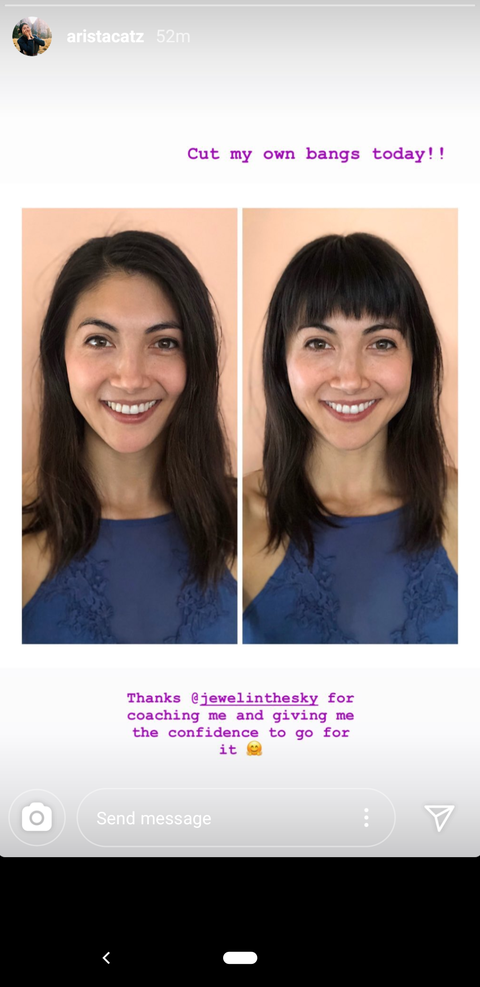 aristacatz 52m
Cut my own bangs today!!
Thanks @jewelinthesky for
coaching me and giving me
the confidence to go for
it 🤗
Send message